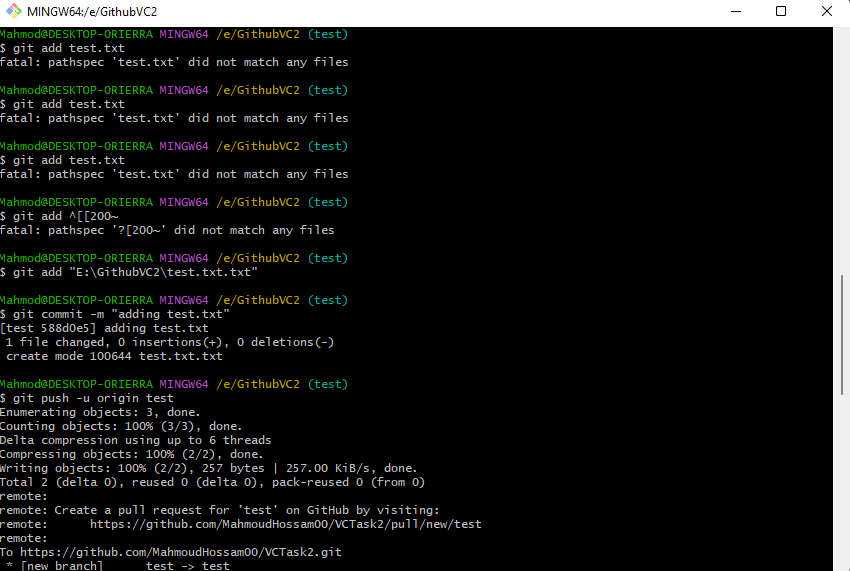 MINGW64:/e/GithubVC2
Mahmod@DESKTOP-ORIERRA MINGW64 /e/GithubVC2 (test)
$ git add test.txt
fatal: pathspec 'test.txt' did not match any files
Mahmod@DESKTOP-ORIERRA MINGW64 /e/GithubVC2 (test)
$ git add test.txt
fatal: pathspec 'test.txt' did not match any files
Mahmod@DESKTOP-ORIERRA MINGW64 /e/GithubVC2 (test)
$ git add test.txt
fatal: pathspec 'test.txt' did not match any files
Mahmod@DESKTOP-ORIERRA MINGW64 /e/GithubVC2 (test)
$ git add ^[[200~
fatal: pathspec '?[200~' did not match any files
Mahmod@DESKTOP-ORIERRA MINGW64 /e/GithubVC2 (test)
$ git add "E:\GithubVC2\test.txt.txt"
Mahmod@DESKTOP-ORIERRA MINGW64 /e/GithubVC2 (test)
$ git commit -m "adding test.txt"
[test 588d0e5] adding test.txt
 1 file changed, 0 insertions(+), 0 deletions(-)
 create mode 100644 test.txt.txt
Mahmod@DESKTOP-ORIERRA MINGW64 /e/GithubVC2 (test)
$ git push -u origin test
Enumerating objects: 3, done.
Counting objects: 100% (3/3), done.
Delta compression using up to 6 threads
Compressing objects: 100% (2/2), done.
Writing objects: 100% (2/2), 257 bytes | 257.00 KiB/s, done.
Total 2 (delta 0), reused 0 (delta 0), pack-reused 0 (from 0)
remote:
remote: Create a pull request for 'test' on GitHub by visiting:
remote:      https://github.com/MahmoudHossam00/VCTask2/pull/new/test
remote:
To https://github.com/MahmoudHossam00/VCTask2.git
 * [new branch]      test -> test